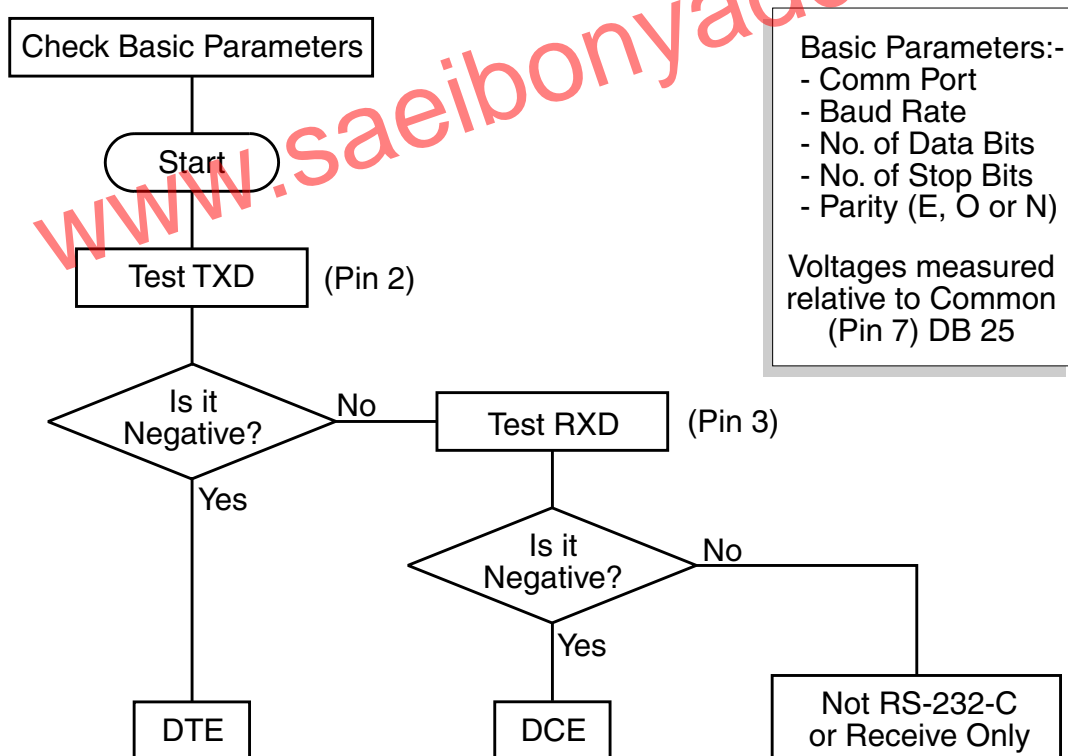 Check Basic Parameters
Start
Test TXD
(Pin 2)
Is it
Negative?
No
Yes
Test RXD
(Pin 3)
Is it
Negative?
No
Yes
DTE
DCE
Not RS-232-C
or Receive Only
Basic Parameters:-
- Comm Port
- Baud Rate
- No. of Data Bits
- No. of Stop Bits
- Parity (E, O or N)
Voltages measured
relative to Common
(Pin 7) DB 25